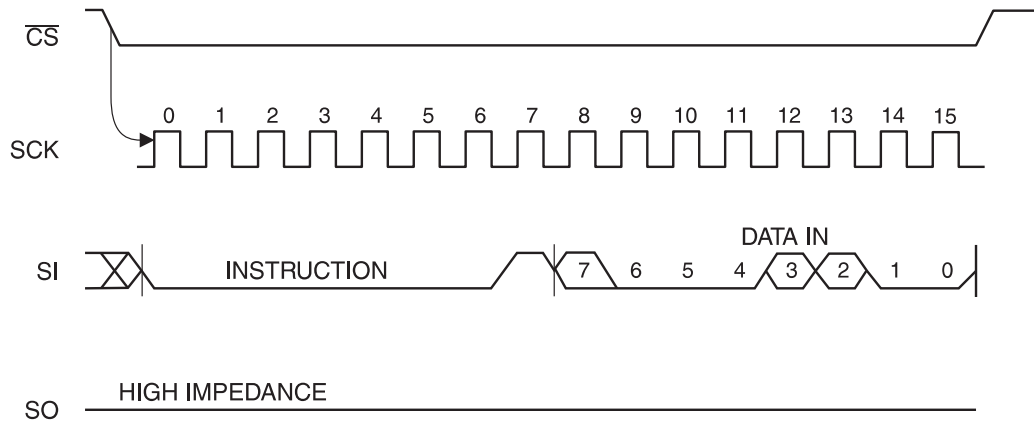 CS
0 1 2 3 4 5 6 7 8 9 10 11 12 13 14 15
SCK
DATA IN
SI INSTRUCTION 7 6 5 4 3 2 1 0
HIGH IMPEDANCE
SO